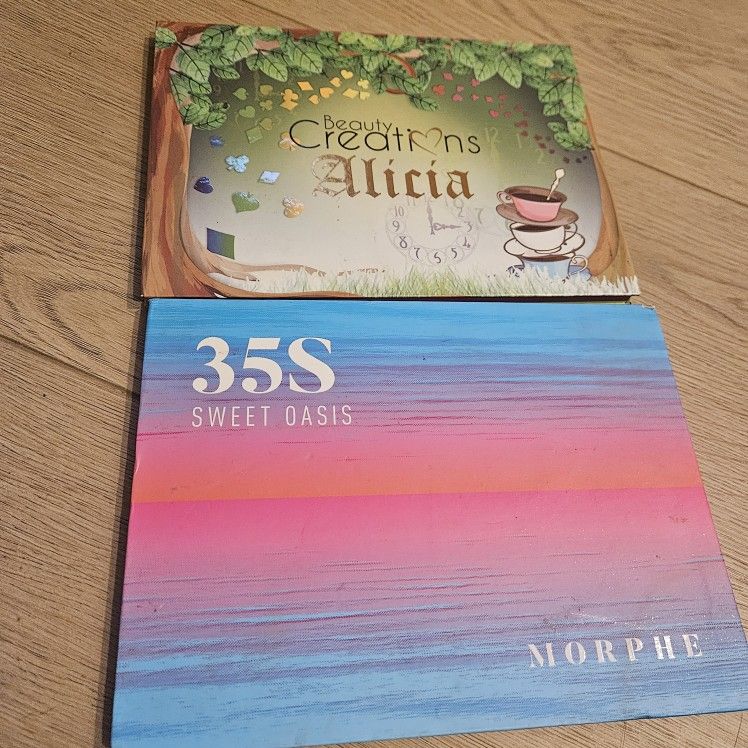 Beauty
Creations
Alicia
35S
SWEET OASIS
MORPHE